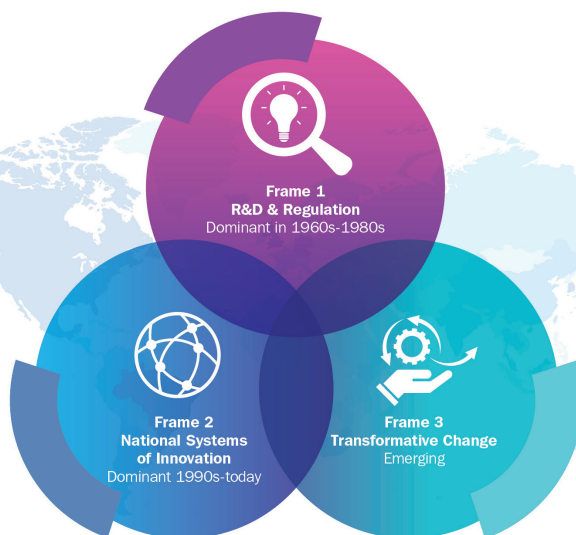 Frame 1
R&D & Regulation
Dominant in 1960s-1980s
Frame 2
National Systems
of Innovation
Dominant 1990s-today
Frame 3
Transformative Change
Emerging